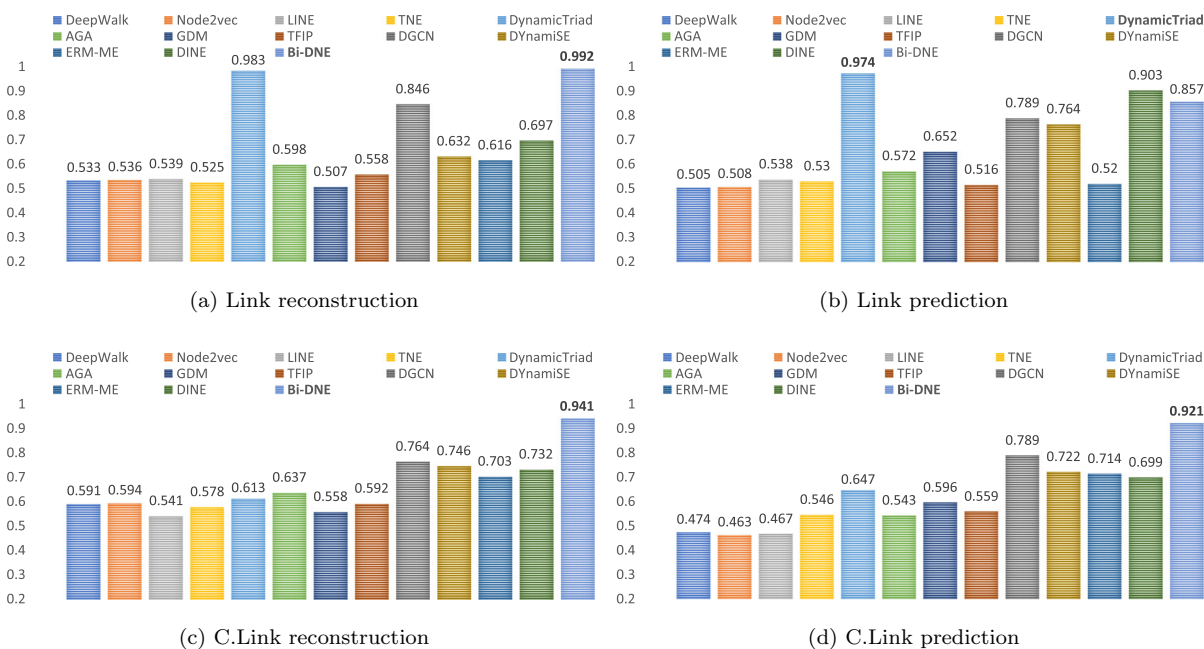 DeepWalk Node2vec LINE TNE DynamicTriad
AGA GDM TFIP DGCN DYnamiSE
ERM-ME DINE Bi-DNE
1
0.9
0.8
0.7
0.6
0.5
0.4
0.3
0.2
0.533 0.536 0.539 0.525 0.983 0.598 0.507 0.558 0.846 0.632 0.616 0.697 0.992
(a) Link reconstruction
DeepWalk Node2vec LINE TNE DynamicTriad
AGA GDM TFIP DGCN DYnamiSE
ERM-ME DINE Bi-DNE
1
0.9
0.8
0.7
0.6
0.5
0.4
0.3
0.2
0.505 0.508 0.538 0.53 0.974 0.572 0.652 0.516 0.789 0.764 0.52 0.903 0.857
(b) Link prediction
DeepWalk Node2vec LINE TNE DynamicTriad
AGA GDM TFIP DGCN DYnamiSE
ERM-ME DINE Bi-DNE
1
0.9
0.8
0.7
0.6
0.5
0.4
0.3
0.2
0.591 0.594 0.541 0.578 0.613 0.637 0.558 0.592 0.764 0.746 0.703 0.732 0.941
(c) C.Link reconstruction
DeepWalk Node2vec LINE TNE DynamicTriad
AGA GDM TFIP DGCN DYnamiSE
ERM-ME DINE Bi-DNE
1
0.9
0.8
0.7
0.6
0.5
0.4
0.3
0.2
0.474 0.463 0.467 0.546 0.647 0.543 0.596 0.559 0.789 0.722 0.714 0.699 0.921
(d) C.Link prediction